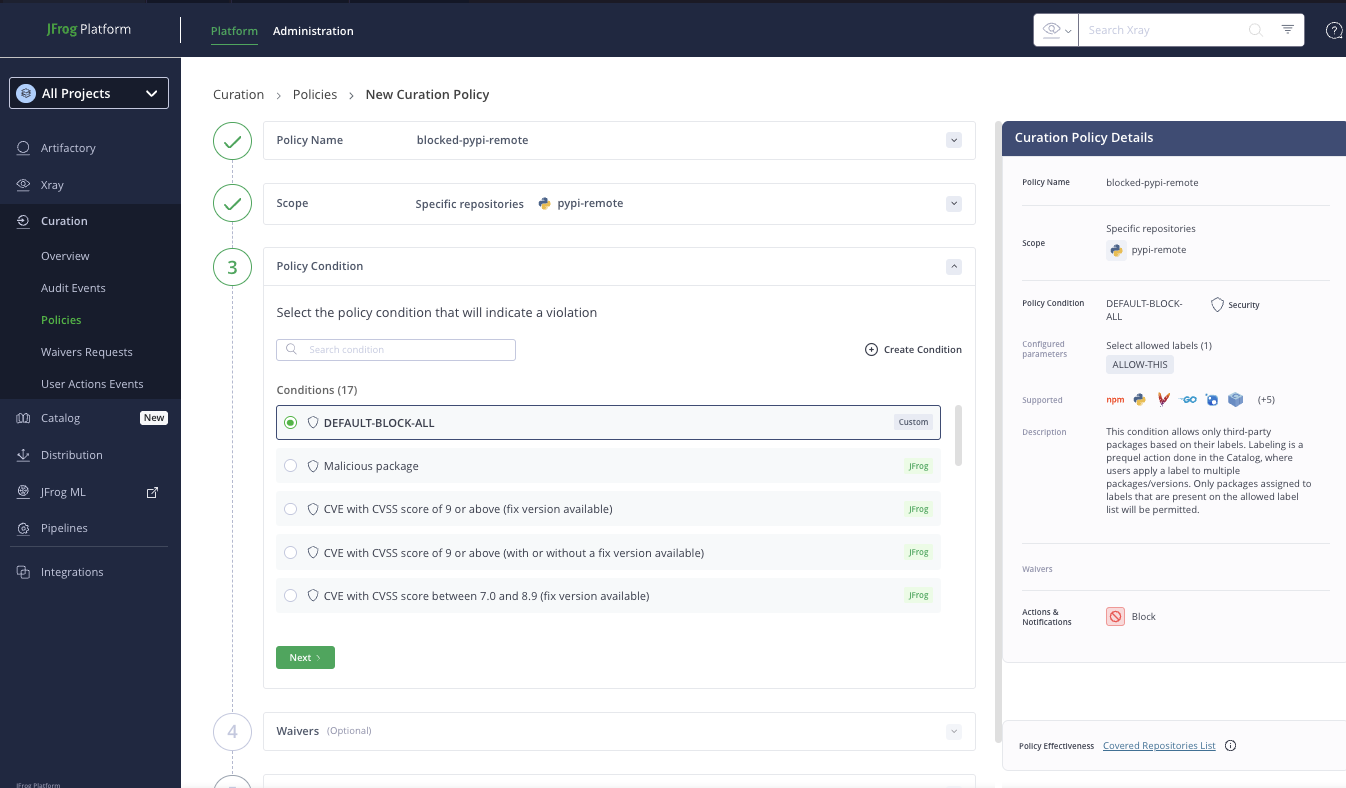 JFrog Platform
Platform
Administration
Search Xray
All Projects
Artifactory
Xray
Curation
Overview
Audit Events
Policies
Waivers Requests
User Actions Events
Catalog
New
Distribution
JFrog ML
Pipelines
Integrations
JFrog Platform
Curation > Policies > New Curation Policy
Policy Name
blocked-pypi-remote
Scope
Specific repositories
pypi-remote
3
Policy Condition
Select the policy condition that will indicate a violation
Search condition
Create Condition
Conditions (17)
DEFAULT-BLOCK-ALL
Custom
Malicious package
JFrog
CVE with CVSS score of 9 or above (fix version available)
JFrog
CVE with CVSS score of 9 or above (with or without a fix version available)
JFrog
CVE with CVSS score between 7.0 and 8.9 (fix version available)
JFrog
Next
4
Waivers (Optional)
Curation Policy Details
Policy Name
blocked-pypi-remote
Scope
Specific repositories
pypi-remote
Policy Condition
DEFAULT-BLOCK-
ALL
Security
Configured
parameters
Select allowed labels (1)
ALLOW-THIS
Supported
npm
GO
(+5)
Description
This condition allows only third-party
packages based on their labels. Labeling is a
prequel action done in the Catalog, where
users apply a label to multiple
packages/versions. Only packages assigned to
labels that are present on the allowed label
list will be permitted.
Waivers
Actions &
Notifications
Block
Policy Effectiveness
Covered Repositories List